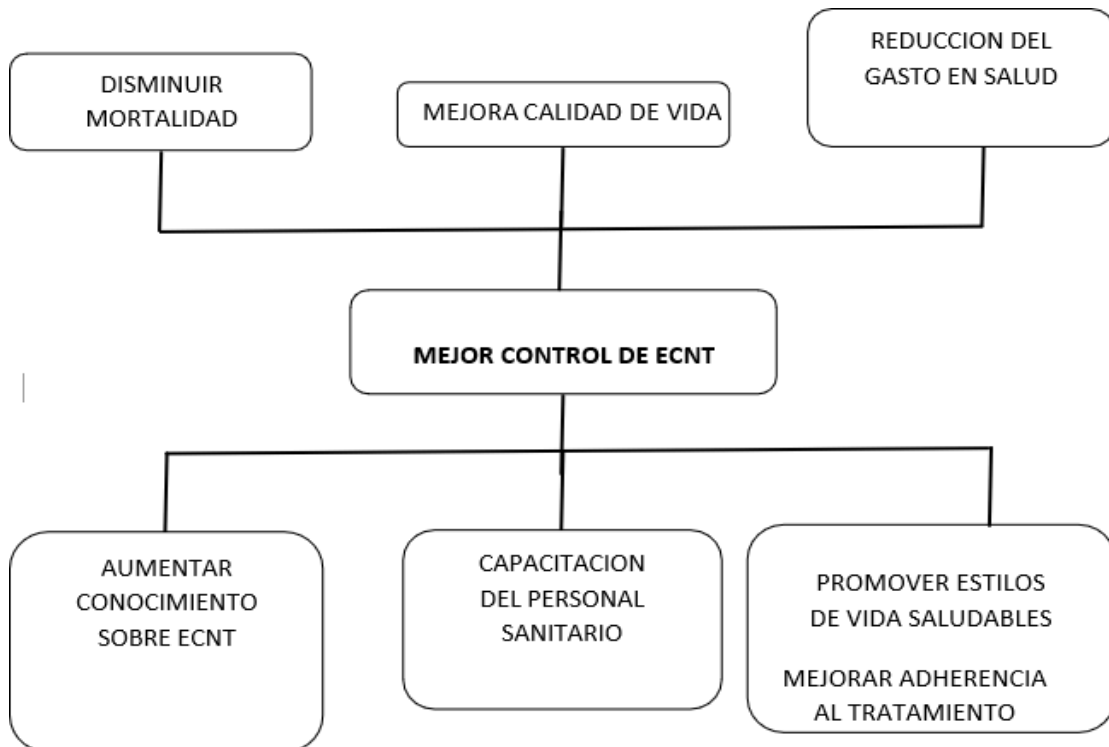 DISMINUIR
MORTALIDAD
MEJORA CALIDAD DE VIDA
REDUCCION DEL
GASTO EN SALUD
MEJOR CONTROL DE ECNT
AUMENTAR
CONOCIMIENTO
SOBRE ECNT
CAPACITACION
DEL PERSONAL
SANITARIO
PROMOVER ESTILOS
DE VIDA SALUDABLES
MEJORAR ADHERENCIA
AL TRATAMIENTO